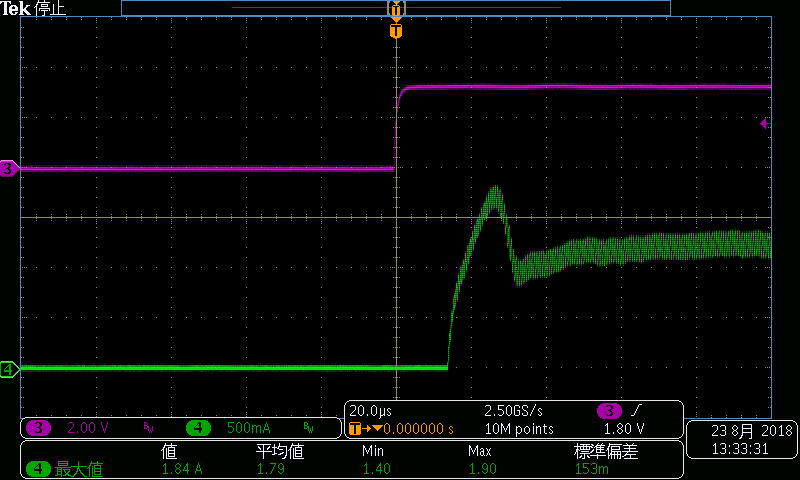 Tek 停止
T
T
3
4
3 2.00 V BW 4 500mA BW
20.0µs 2.50GS/s 3
T→▼0.000000 s 10M points 1.80 V
23 8月 2018
13:33:31
値 平均値 Min Max 標準偏差
4 最大値 1.84 A 1.79 1.40 1.90 153m